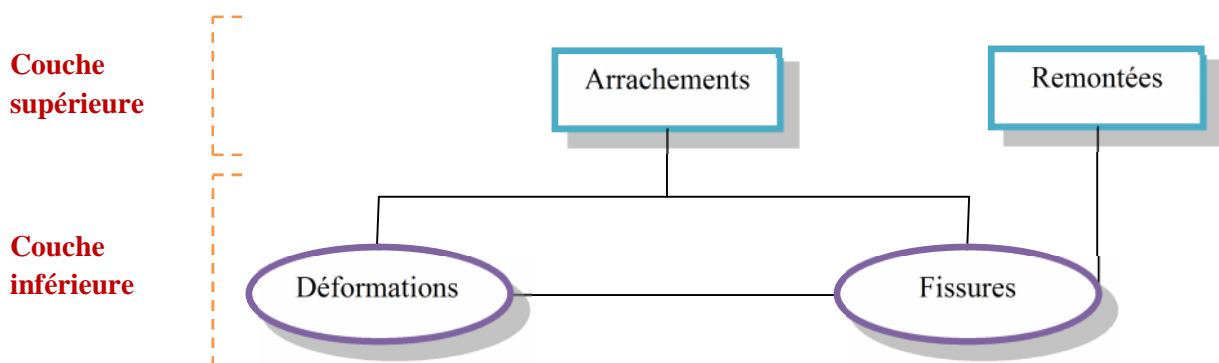 Couche
supérieure
Arrachements
Remontées
Couche
inférieure
Déformations
Fissures